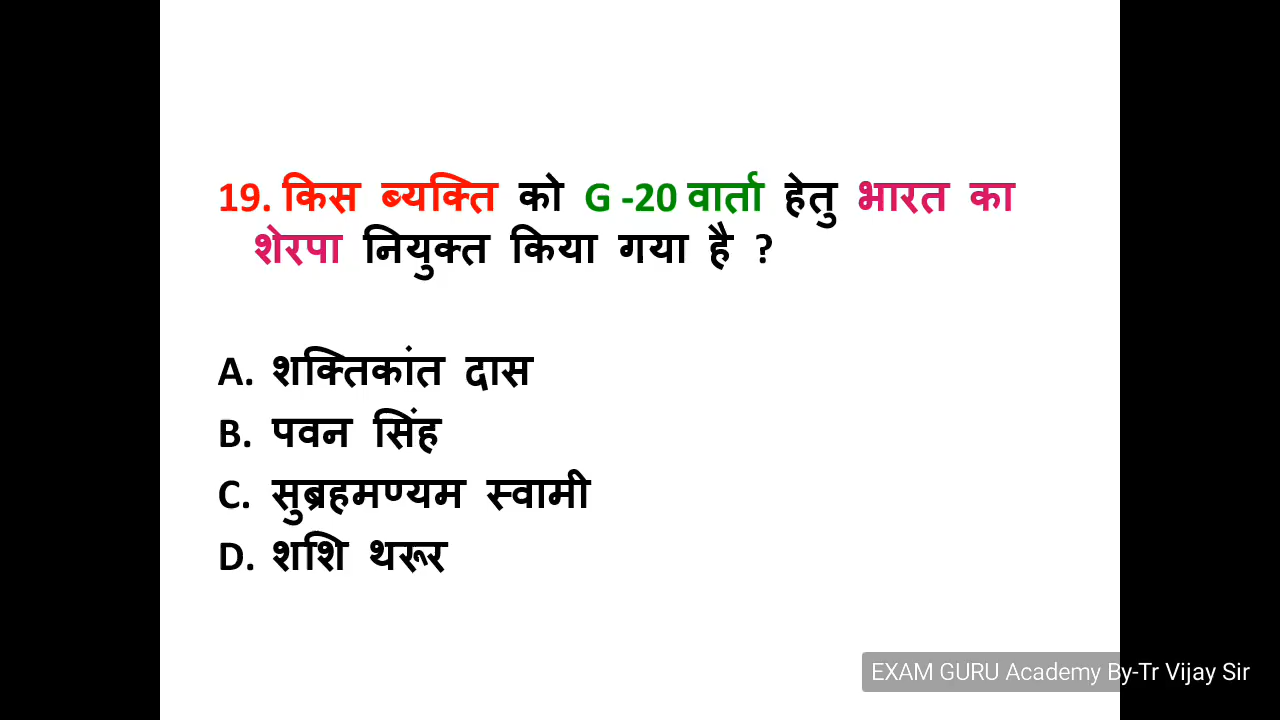 19. किस ब्यक्ति को G -20 वार्ता हेतु भारत का
शेरपा नियुक्त किया गया है ?
A. शक्तिकांत दास
B. पवन सिंह
C. सुब्रहमण्यम स्वामी
D. शशि थरूर
EXAM GURU Academy By-Tr Vijay Sir